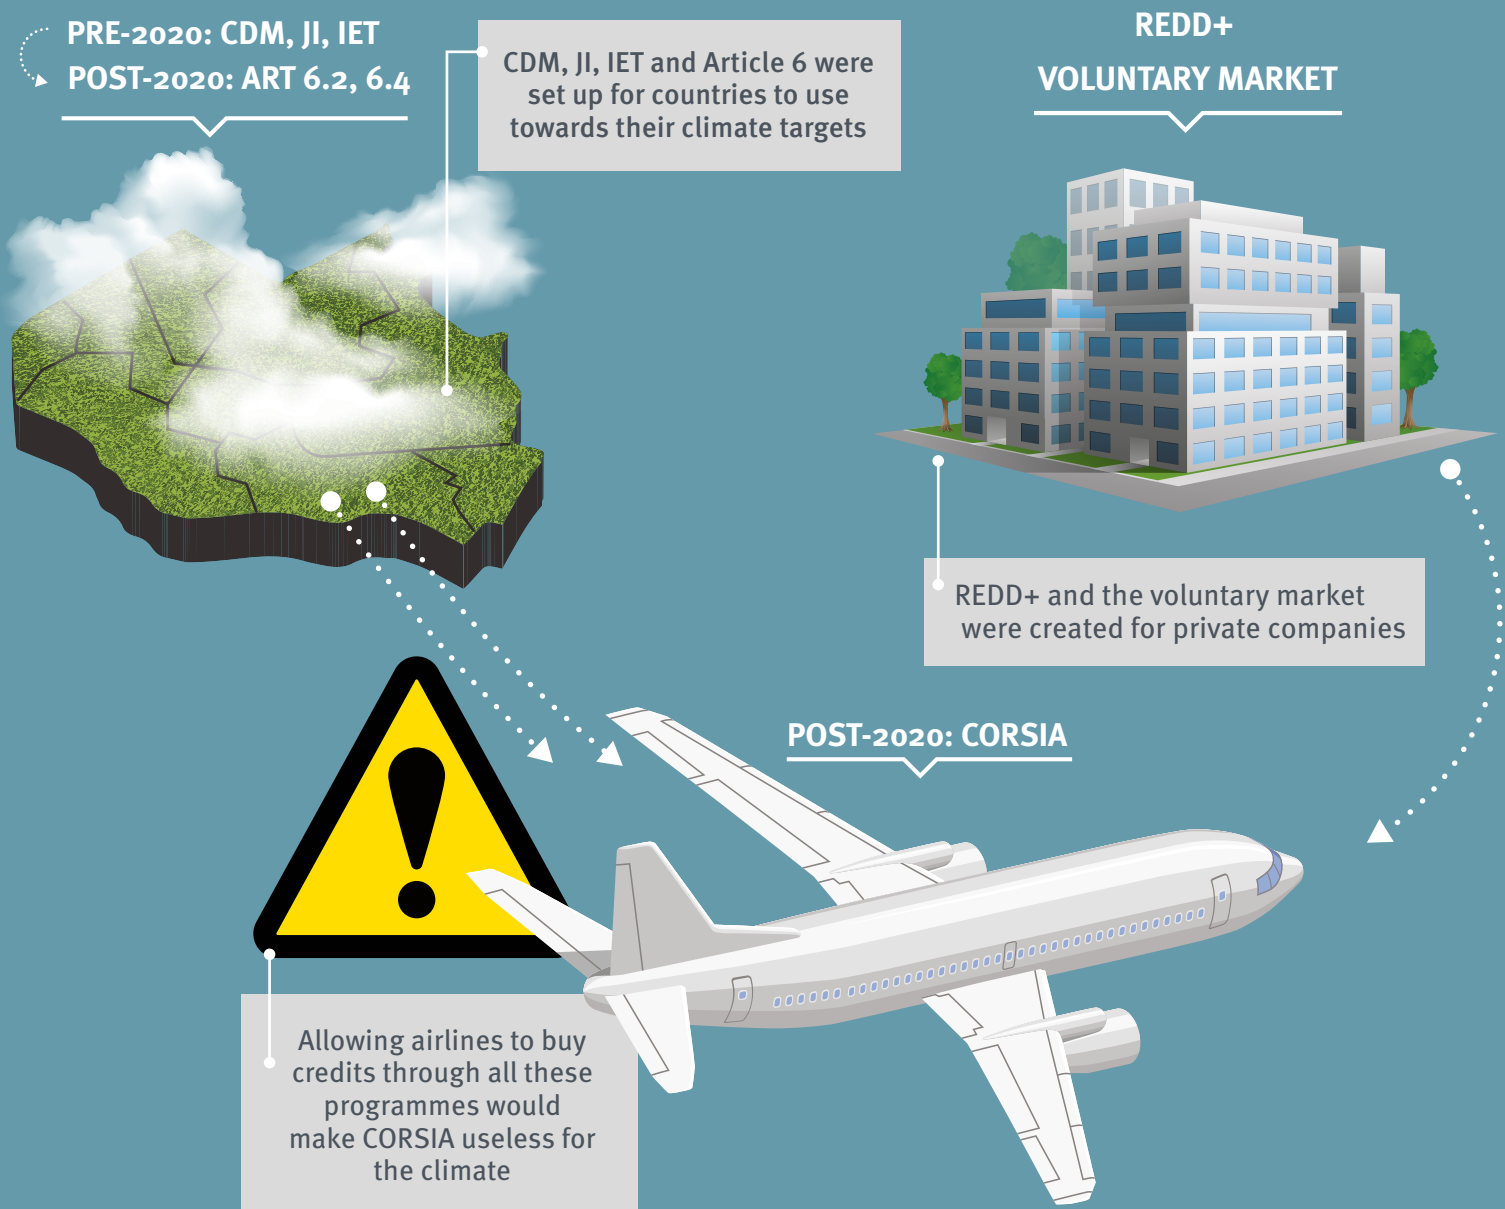 PRE-2020: CDM, JI, IET
POST-2020: ART 6.2, 6.4
CDM, JI, IET and Article 6 were
set up for countries to use
towards their climate targets
REDD+
VOLUNTARY MARKET
REDD+ and the voluntary market
were created for private companies
POST-2020: CORSIA
Allowing airlines to buy
credits through all these
programmes would
make CORSIA useless for
the climate